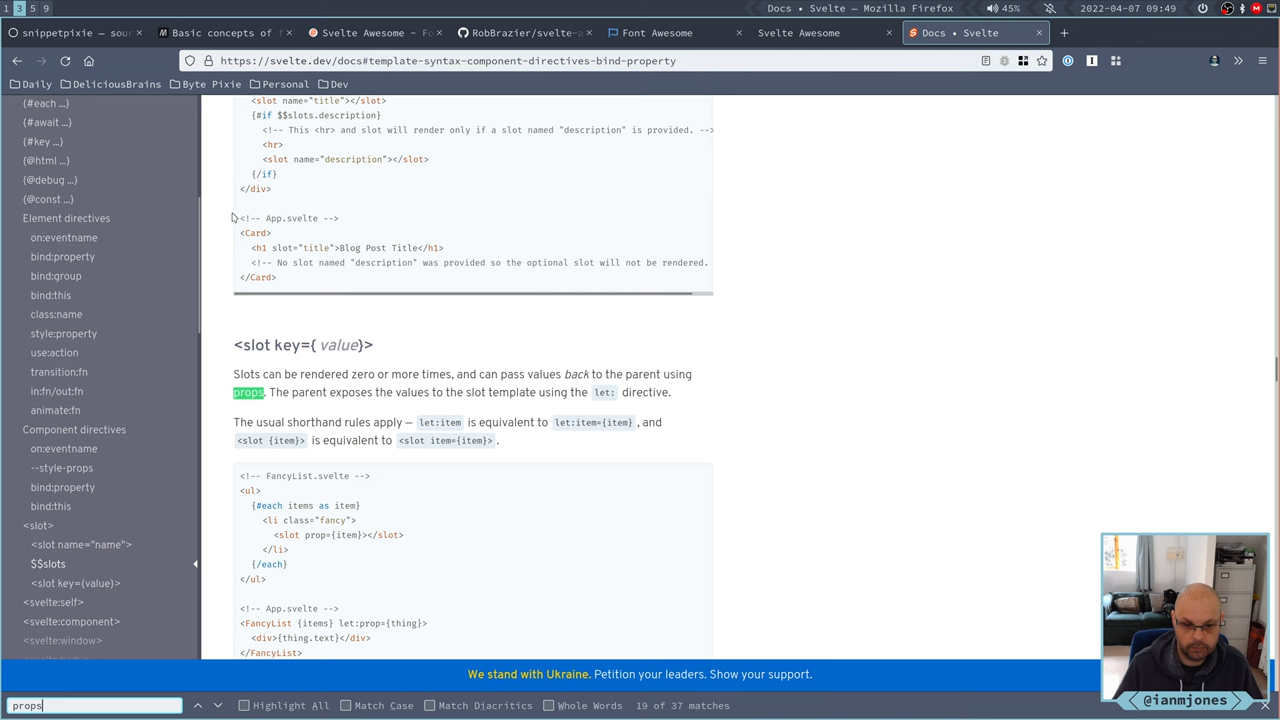 1 3 5 9
Docs • Svelte — Mozilla Firefox
45%
2022-04-07 09:49
snippetpixie — sour
Basic concepts of f
Svelte Awesome - Fo
RobBrazier/svelte-a
Font Awesome
Svelte Awesome
Docs • Svelte
https://svelte.dev/docs#template-syntax-component-directives-bind-property
Daily
DeliciousBrains
Byte Pixie
Personal
Dev
{#each ...}
{#await ...}
{#key ...}
{@html ...}
{@debug ...}
{@const ...}
Element directives
on:eventname
bind:property
bind:group
bind:this
class:name
style:property
use:action
transition:fn
in:fn/out:fn
animate:fn
Component directives
on:eventname
--style-props
bind:property
bind:this
<slot>
<slot name="name">
$$slots
<slot key={value}>
<svelte:self>
<svelte:component>
<svelte:window>
<slot name="title"></slot>
{#if $$slots.description}
<!-- This <hr> and slot will render only if a slot named "description" is provided. -->
<hr>
<slot name="description"></slot>
{/if}
</div>
<!-- App.svelte -->
<Card>
<h1 slot="title">Blog Post Title</h1>
<!-- No slot named "description" was provided so the optional slot will not be rendered.
</Card>
<slot key={ value}>
Slots can be rendered zero or more times, and can pass values back to the parent using
props. The parent exposes the values to the slot template using the let: directive.
The usual shorthand rules apply — let:item is equivalent to let:item={item} , and
<slot {item}> is equivalent to <slot item={item}> .
<!-- FancyList.svelte -->
<ul>
{#each items as item}
<li class="fancy">
<slot prop={item}></slot>
</li>
{/each}
</ul>
<!-- App.svelte -->
<FancyList {items} let:prop={thing}>
<div>{thing.text}</div>
</FancyList>
We stand with Ukraine. Petition your leaders. Show your support.
props
Highlight All
Match Case
Match Diacritics
Whole Words
19 of 37 matches
@ianmjones